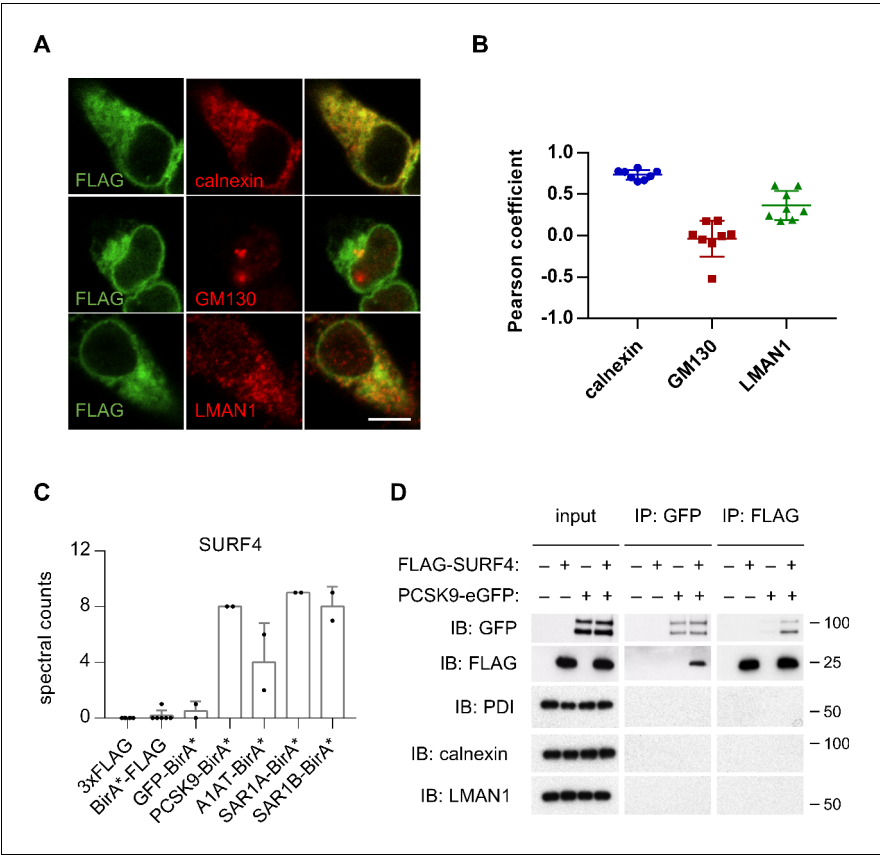 A
FLAG
calnexin
FLAG
GM130
FLAG
LMAN1
B
Pearson coefficient
1.0
0.5
0.0
-0.5
-1.0
calnexin
GM130
LMAN1
C
SURF4
spectral counts
12
8
4
0
3xFLAG
BirA*-FLAG
GFP-BirA*
PCSK9-BirA*
A1AT-BirA*
SAR1A-BirA*
SAR1B-BirA*
D
input IP: GFP IP: FLAG
FLAG-SURF4: – + – + – + – + – + – +
PCSK9-eGFP: – – + + – – + + – – + +
IB: GFP – 100
IB: FLAG – 25
IB: PDI – 50
IB: calnexin – 100
IB: LMAN1 – 50